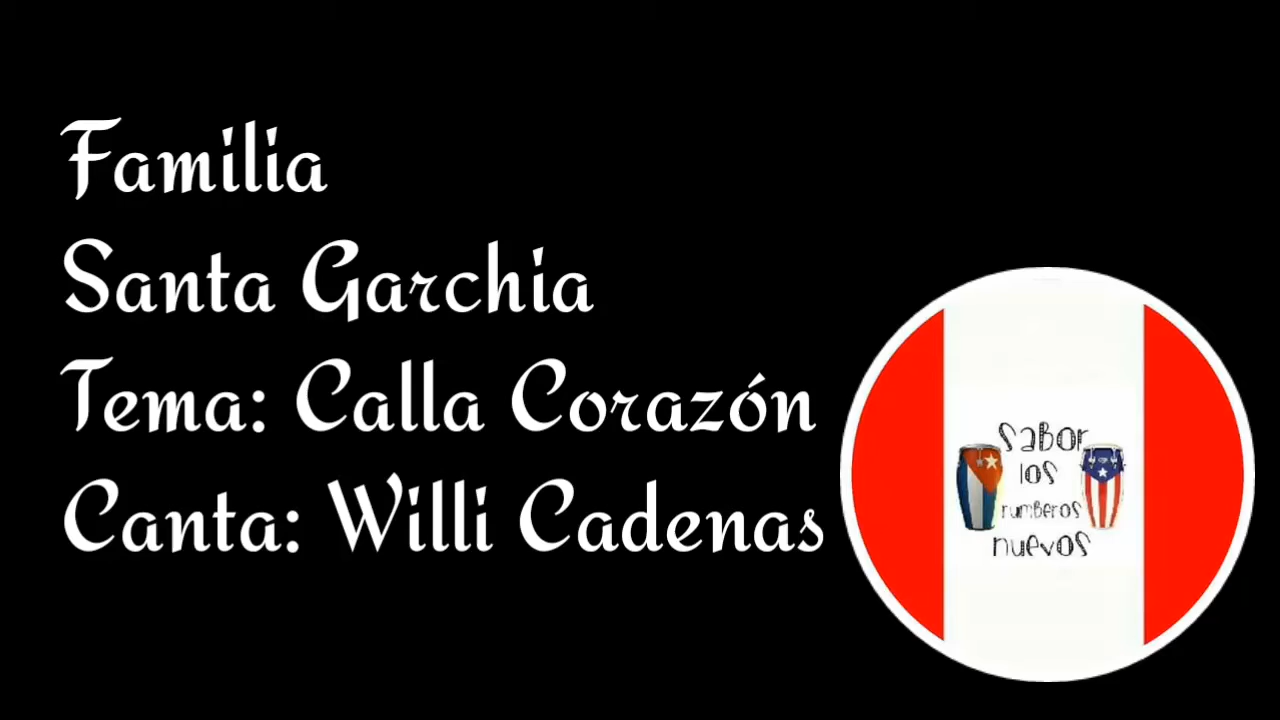 Familia
Santa Garchia
Tema: Calla Corazón
Canta: Willi Cadenas
Sabor
los
rumberos
nuevos